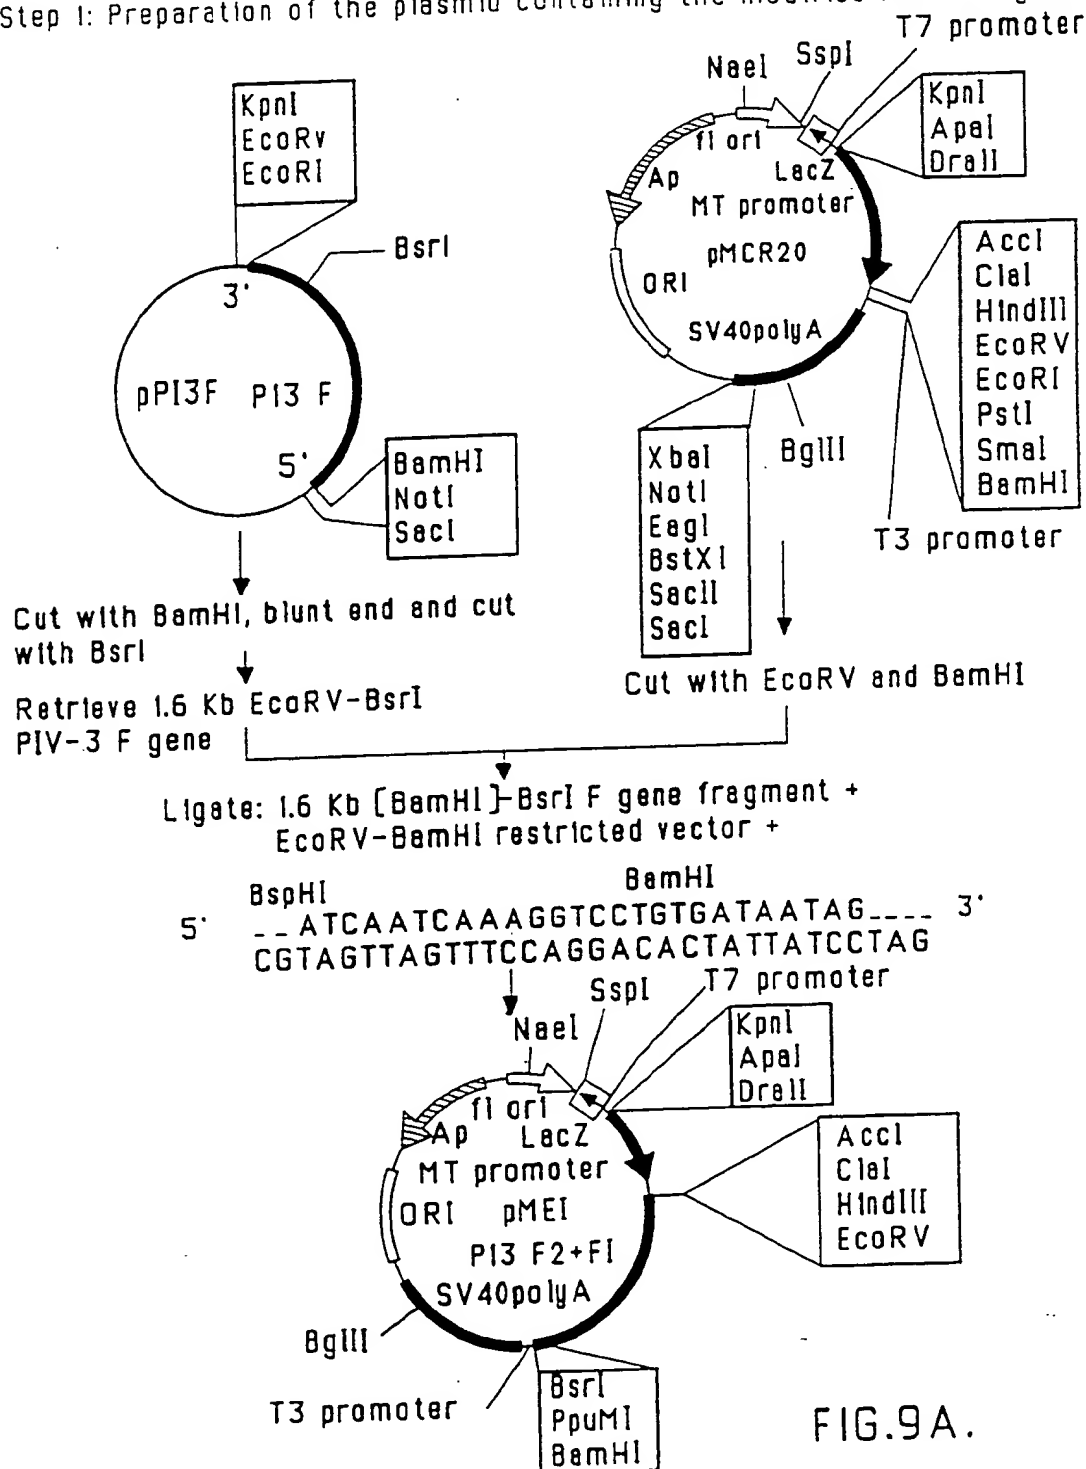 Step 1: Preparation of the plasmid containing the
T7 promoter
NaeI SspI
KpnI
EcoRv
EcoRI
KpnI
ApaI
DraII
f1 ori
LacZ
Ap
MT promoter
pMCR20
ORI
SV40polyA
BsrI
3'
pPI3F PI3 F
5'
BamHI
NotI
SacI
AccI
ClaI
HindIII
EcoRV
EcoRI
PstI
SmaI
BamHI
XbaI
NotI
EagI
BstXI
SacII
SacI
BglII
T3 promoter
Cut with BamHI, blunt end and cut
with BsrI
Retrieve 1.6 Kb EcoRV-BsrI
PIV-3 F gene
Cut with EcoRV and BamHI
Ligate: 1.6 Kb [BamHI]-BsrI F gene fragment +
EcoRV-BamHI restricted vector +
BspHI BamHI
5' _ _ ATCAATCAAAGGTCCTGTGATAATAG_ _ _ _ 3'
CGTAGTTAGTTTCCAGGACACTATTATCCTAG
SspI T7 promoter
NaeI
KpnI
ApaI
DraII
f1 ori
Ap LacZ
MT promoter
ORI pMEI
PI3 F2+FI
SV40polyA
AccI
ClaI
HindIII
EcoRV
BglII
T3 promoter
BsrI
PpuMI
BamHI
FIG.9A.